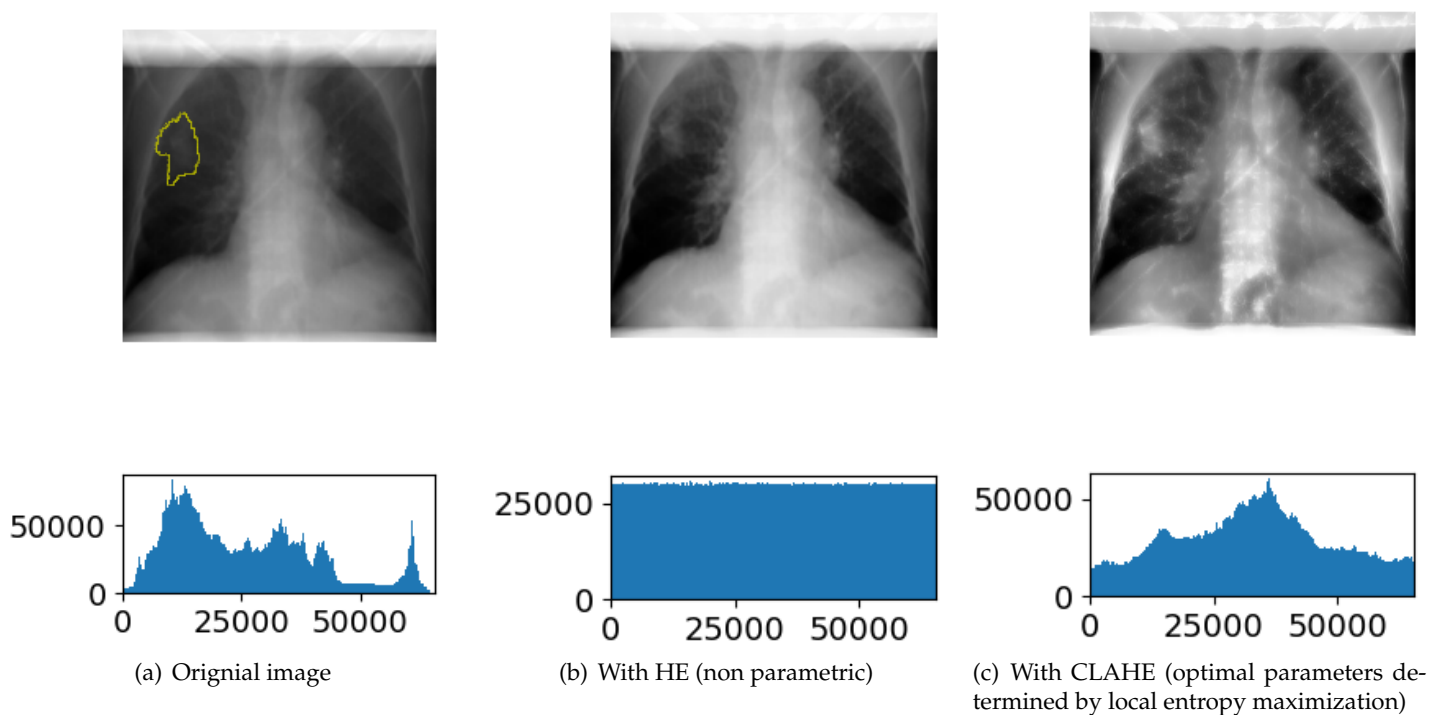 50000
0
0 25000 50000
25000
0
0 25000 50000
50000
0
0 25000 50000
(a) Orignial image
(b) With HE (non parametric)
(c) With CLAHE (optimal parameters de-
termined by local entropy maximization)